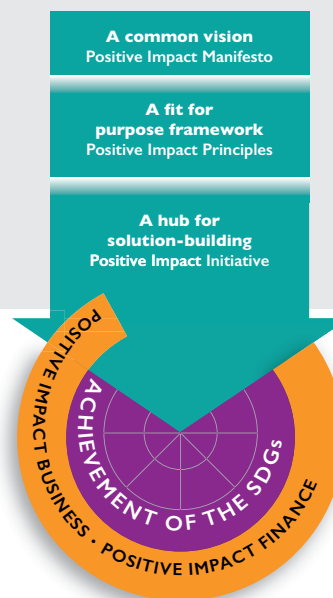 A common vision
Positive Impact Manifesto
A fit for
purpose framework
Positive Impact Principles
A hub for
solution-building
Positive Impact Initiative
POSITIVE IMPACT BUSINESS · POSITIVE IMPACT FINANCE
ACHIEVEMENT OF THE SDGs